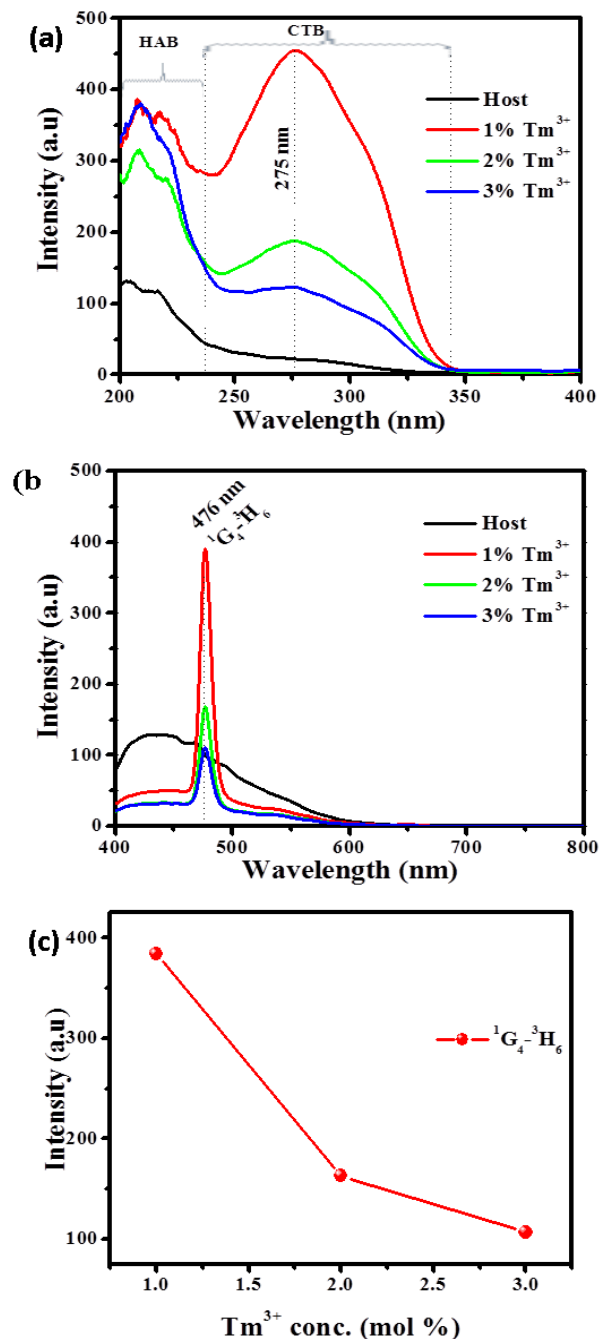 (a)
HAB
CTB
275 nm
Host
1% Tm³⁺
2% Tm³⁺
3% Tm³⁺
Intensity (a.u)
500
400
300
200
100
0
200 250 300 350 400
Wavelength (nm)
(b
476 nm
¹G₄-³H₆
Host
1% Tm³⁺
2% Tm³⁺
3% Tm³⁺
Intensity (a.u)
500
400
300
200
100
0
400 500 600 700 800
Wavelength (nm)
(c)
¹G₄-³H₆
Intensity (a.u)
400
300
200
100
1.0 1.5 2.0 2.5 3.0
Tm³⁺ conc. (mol %)